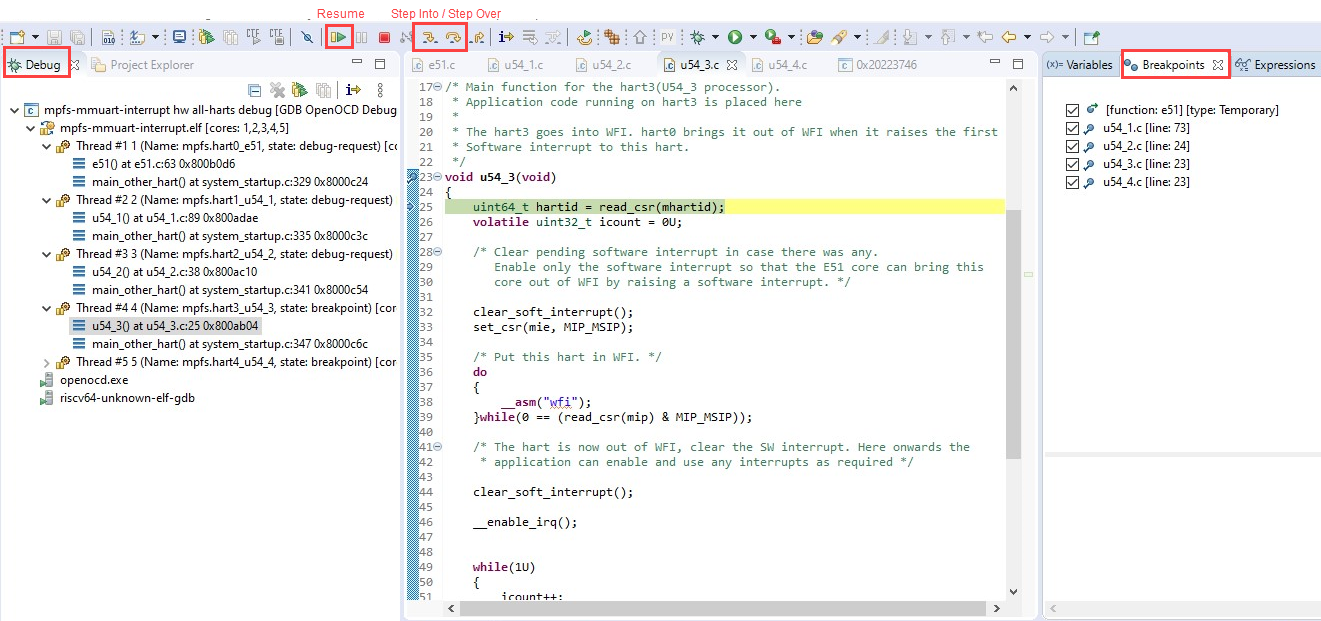 Resume Step Into / Step Over
010 CTF CTE i PV
Debug Project Explorer
mpfs-mmuart-interrupt hw all-harts debug [GDB OpenOCD Debug
mpfs-mmuart-interrupt.elf [cores: 1,2,3,4,5]
Thread #1 1 (Name: mpfs.hart0_e51, state: debug-request) [co
e51() at e51.c:63 0x800b0d6
main_other_hart() at system_startup.c:329 0x8000c24
Thread #2 2 (Name: mpfs.hart1_u54_1, state: debug-request)
u54_1() at u54_1.c:89 0x800adae
main_other_hart() at system_startup.c:335 0x8000c3c
Thread #3 3 (Name: mpfs.hart2_u54_2, state: debug-request)
u54_2() at u54_2.c:38 0x800ac10
main_other_hart() at system_startup.c:341 0x8000c54
Thread #4 4 (Name: mpfs.hart3_u54_3, state: breakpoint) [cor
u54_3() at u54_3.c:25 0x800ab04
main_other_hart() at system_startup.c:347 0x8000c6c
Thread #5 5 (Name: mpfs.hart4_u54_4, state: breakpoint) [cor
openocd.exe
riscv64-unknown-elf-gdb
e51.c u54_1.c u54_2.c u54_3.c u54_4.c 0x20223746
17 /* Main function for the hart3(U54_3 processor).
18 * Application code running on hart3 is placed here
19 *
20 * The hart3 goes into WFI. hart0 brings it out of WFI when it raises the first
21 * Software interrupt to this hart.
22 */
23 void u54_3(void)
24 {
25 uint64_t hartid = read_csr(mhartid);
26 volatile uint32_t icount = 0U;
27
28 /* Clear pending software interrupt in case there was any.
29 Enable only the software interrupt so that the E51 core can bring this
30 core out of WFI by raising a software interrupt. */
31
32 clear_soft_interrupt();
33 set_csr(mie, MIP_MSIP);
34
35 /* Put this hart in WFI. */
36 do
37 {
38 __asm("wfi");
39 }while(0 == (read_csr(mip) & MIP_MSIP));
40
41 /* The hart is now out of WFI, clear the SW interrupt. Here onwards the
42 * application can enable and use any interrupts as required */
43
44 clear_soft_interrupt();
45
46 __enable_irq();
47
48
49 while(1U)
50 {
51 icount++;
(x)= Variables Breakpoints Expressions
[function: e51] [type: Temporary]
u54_1.c [line: 73]
u54_2.c [line: 24]
u54_3.c [line: 23]
u54_4.c [line: 23]